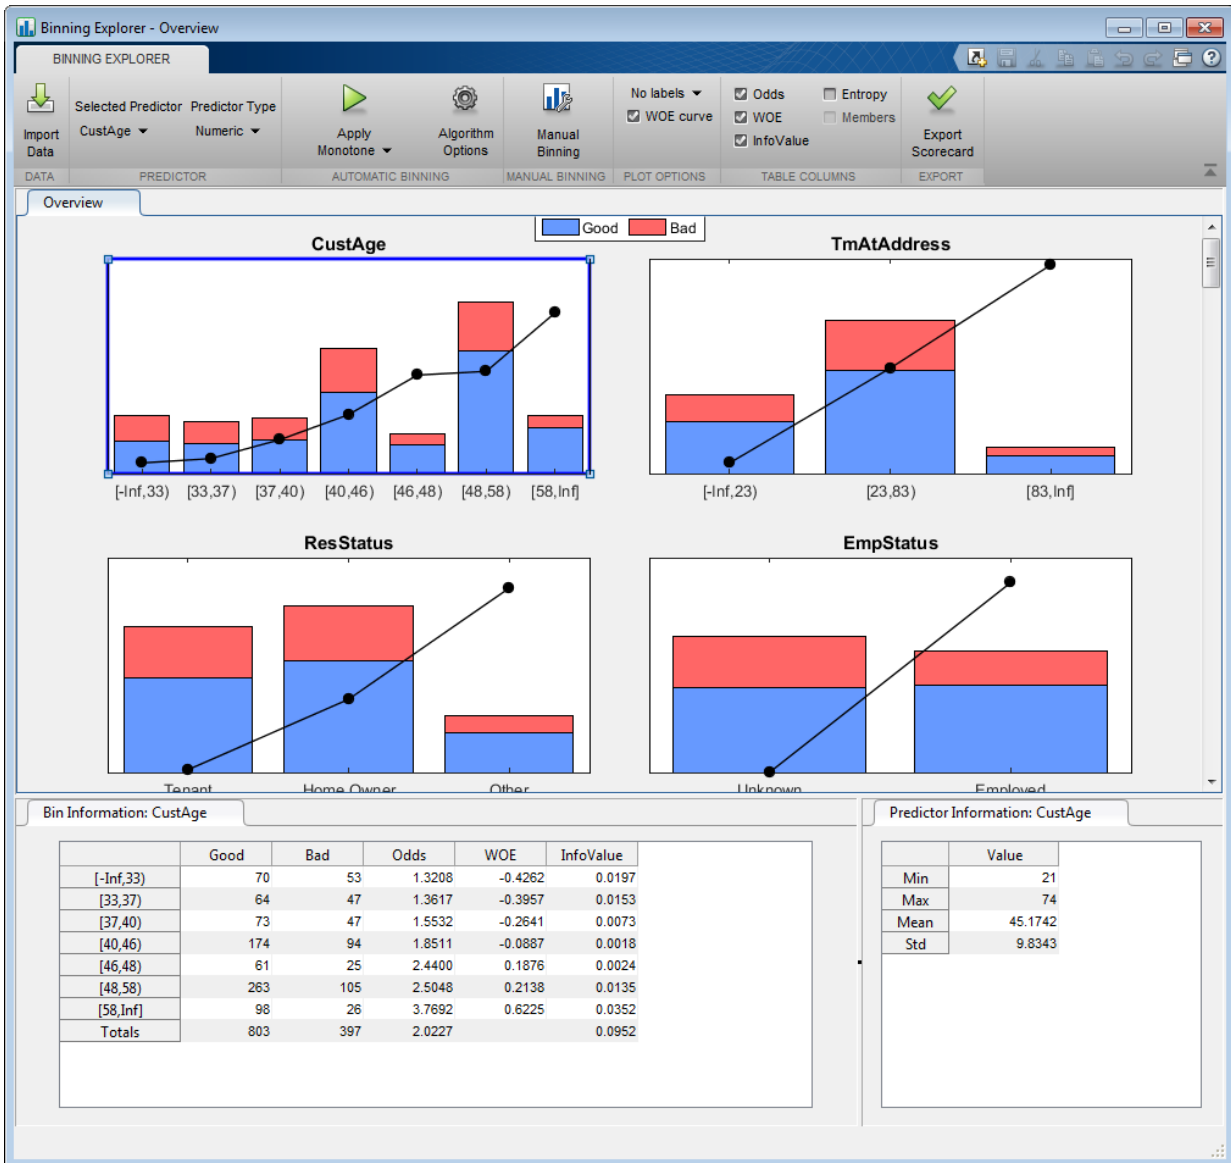 Binning Explorer - Overview
BINNING EXPLORER
Import Data
Selected Predictor Predictor Type
CustAge Numeric
Apply Monotone
Algorithm Options
Manual Binning
No labels
WOE curve
Odds Entropy
WOE Members
InfoValue
Export Scorecard
DATA PREDICTOR AUTOMATIC BINNING MANUAL BINNING PLOT OPTIONS TABLE COLUMNS EXPORT
Overview
Good Bad
CustAge
[-Inf,33) [33,37) [37,40) [40,46) [46,48) [48,58) [58,Inf]
TmAtAddress
[-Inf,23) [23,83) [83,Inf]
ResStatus
Tenant Home Owner Other
EmpStatus
Unknown Employed
Bin Information: CustAge
Good Bad Odds WOE InfoValue
[-Inf,33) 70 53 1.3208 -0.4262 0.0197
[33,37) 64 47 1.3617 -0.3957 0.0153
[37,40) 73 47 1.5532 -0.2641 0.0073
[40,46) 174 94 1.8511 -0.0887 0.0018
[46,48) 61 25 2.4400 0.1876 0.0024
[48,58) 263 105 2.5048 0.2138 0.0135
[58,Inf] 98 26 3.7692 0.6225 0.0352
Totals 803 397 2.0227 0.0952
Predictor Information: CustAge
Value
Min 21
Max 74
Mean 45.1742
Std 9.8343